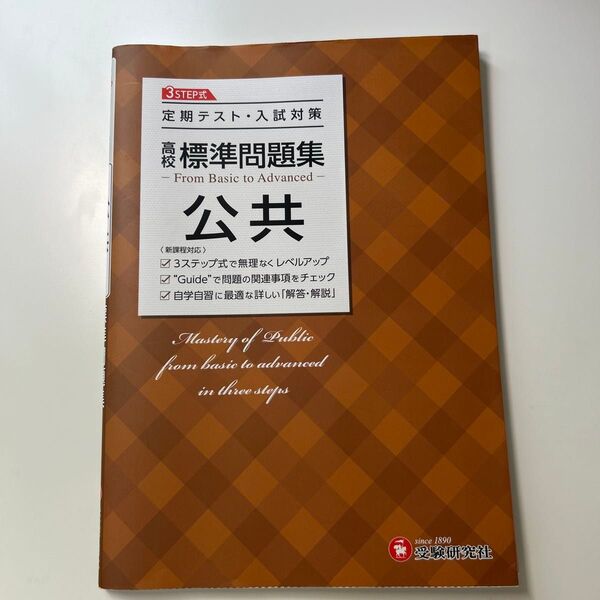 3STEP式
定期テスト・入試対策
高校 標準問題集
From Basic to Advanced
公共
〈新課程対応〉
3ステップ式で無理なくレベルアップ
“Guide”で問題の関連事項をチェック
自学自習に最適な詳しい「解答・解説」
Mastery of Public
from basic to advanced
in three steps
since 1890
受験研究社